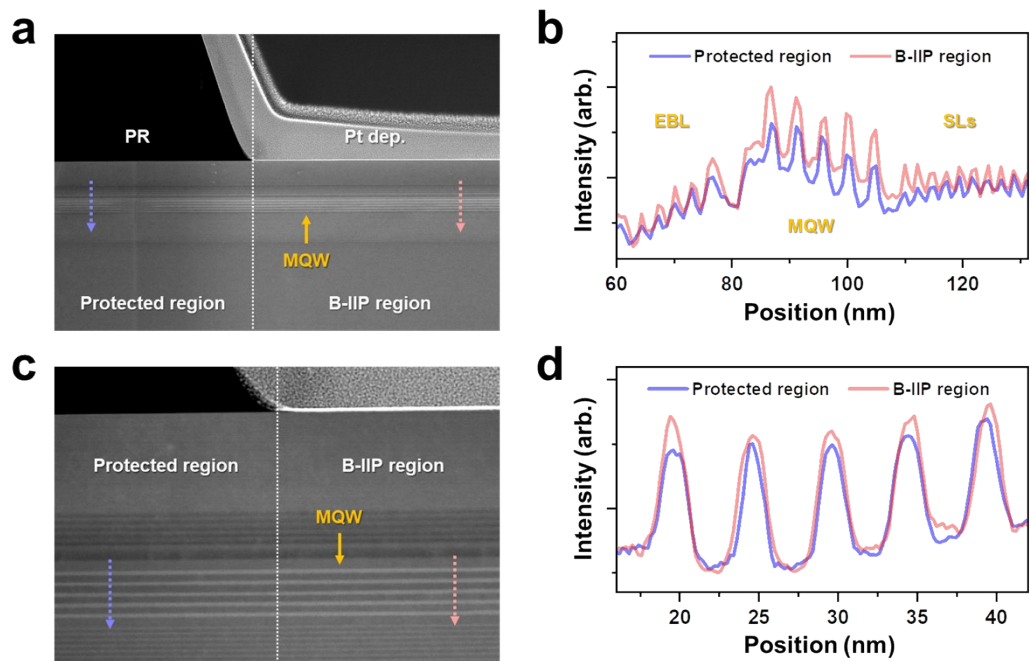 a
PR
Pt dep.
MQW
Protected region
B-IIP region
b
Protected region
B-IIP region
EBL
SLs
MQW
Intensity (arb.)
60
80
100
120
Position (nm)
c
Protected region
B-IIP region
MQW
d
Protected region
B-IIP region
Intensity (arb.)
20
25
30
35
40
Position (nm)